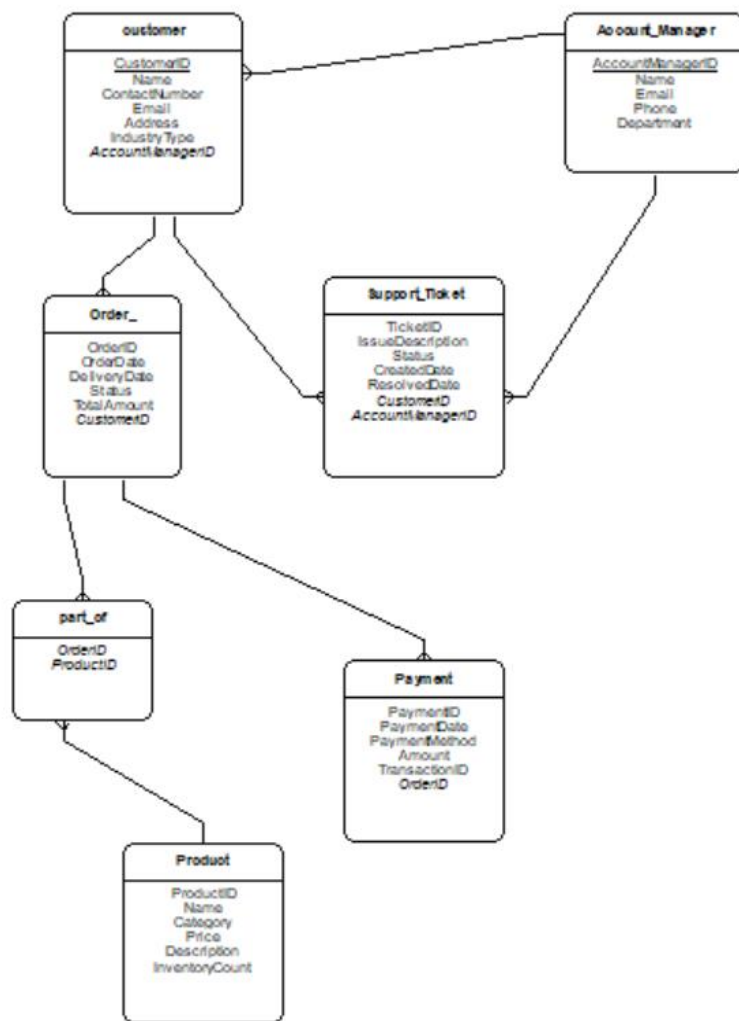 customer
CustomerID
Name
ContactNumber
Email
Address
IndustryType
AccountManagerID
Account_Manager
AccountManagerID
Name
Email
Phone
Department
Order_
OrderID
OrderDate
DeliveryDate
Status
TotalAmount
CustomerID
Support_Ticket
TicketID
IssueDescription
Status
CreatedDate
ResolvedDate
CustomerID
AccountManagerID
part_of
OrderID
ProductID
Payment
PaymentID
PaymentDate
PaymentMethod
Amount
TransactionID
OrderID
Product
ProductID
Name
Category
Price
Description
InventoryCount